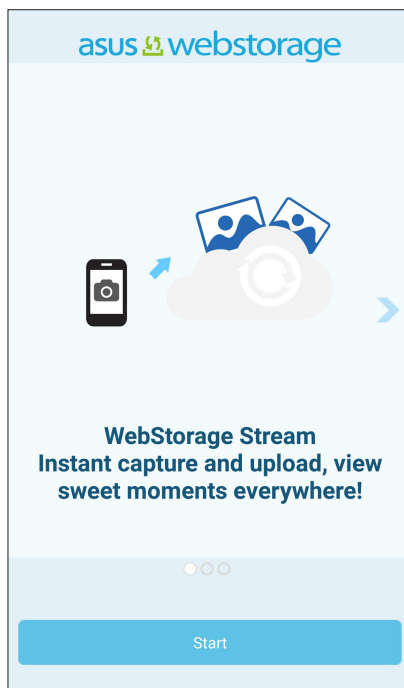 asus webstorage
WebStorage Stream
Instant capture and upload, view
sweet moments everywhere!
Start